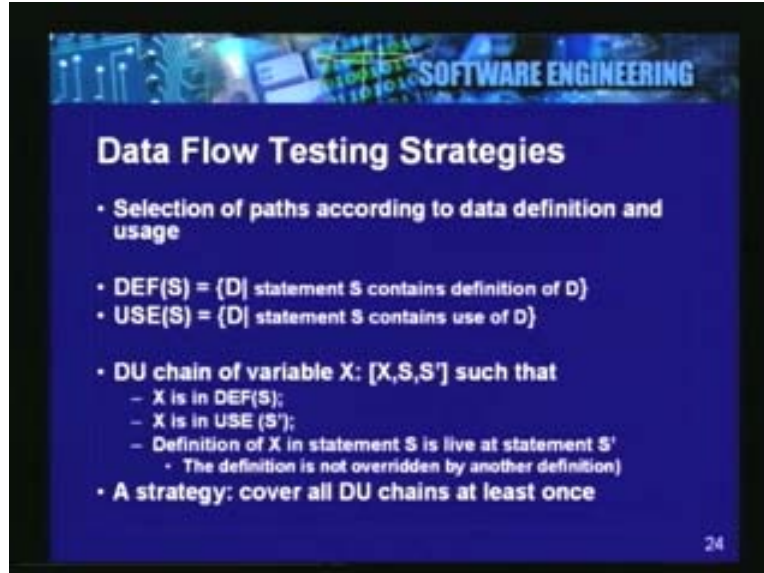 SOFTWARE ENGINEERING
Data Flow Testing Strategies
• Selection of paths according to data definition and
usage
• DEF(S) = {D| statement S contains definition of D}
• USE(S) = {D| statement S contains use of D}
• DU chain of variable X: [X,S,S'] such that
– X is in DEF(S);
– X is in USE (S');
– Definition of X in statement S is live at statement S'
• The definition is not overridden by another definition)
• A strategy: cover all DU chains at least once
24